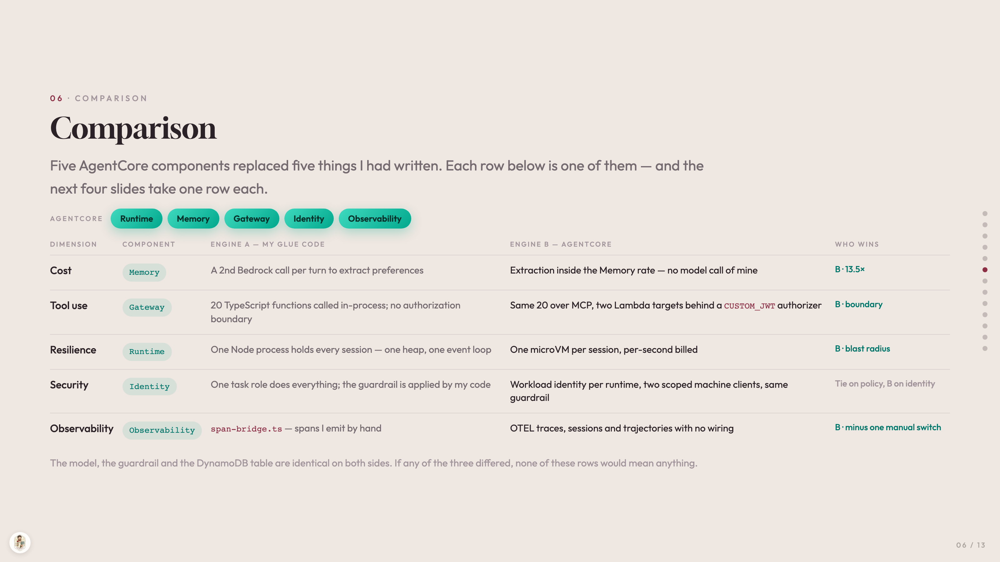 06 · COMPARISON
Comparison
Five AgentCore components replaced five things I had written. Each row below is one of them — and the
next four slides take one row each.
AGENTCORE Runtime Memory Gateway Identity Observability
DIMENSION COMPONENT ENGINE A — MY GLUE CODE ENGINE B — AGENTCORE WHO WINS
Cost Memory A 2nd Bedrock call per turn to extract preferences Extraction inside the Memory rate — no model call of mine B · 13.5×
Tool use Gateway 20 TypeScript functions called in-process; no authorization Same 20 over MCP, two Lambda targets behind a CUSTOM_JWT authorizer B · boundary
boundary
Resilience Runtime One Node process holds every session — one heap, one event loop One microVM per session, per-second billed B · blast radius
Security Identity One task role does everything; the guardrail is applied by my code Workload identity per runtime, two scoped machine clients, same Tie on policy, B on identity
guardrail
Observability Observability span-bridge.ts — spans I emit by hand OTEL traces, sessions and trajectories with no wiring B · minus one manual switch
The model, the guardrail and the DynamoDB table are identical on both sides. If any of the three differed, none of these rows would mean anything.
06 / 13